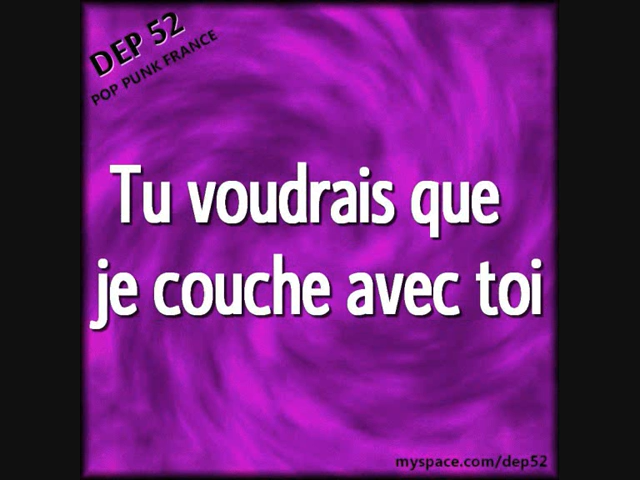 DEP 52
POP PUNK FRANCE
Tu voudrais que
je couche avec toi
myspace.com/dep52